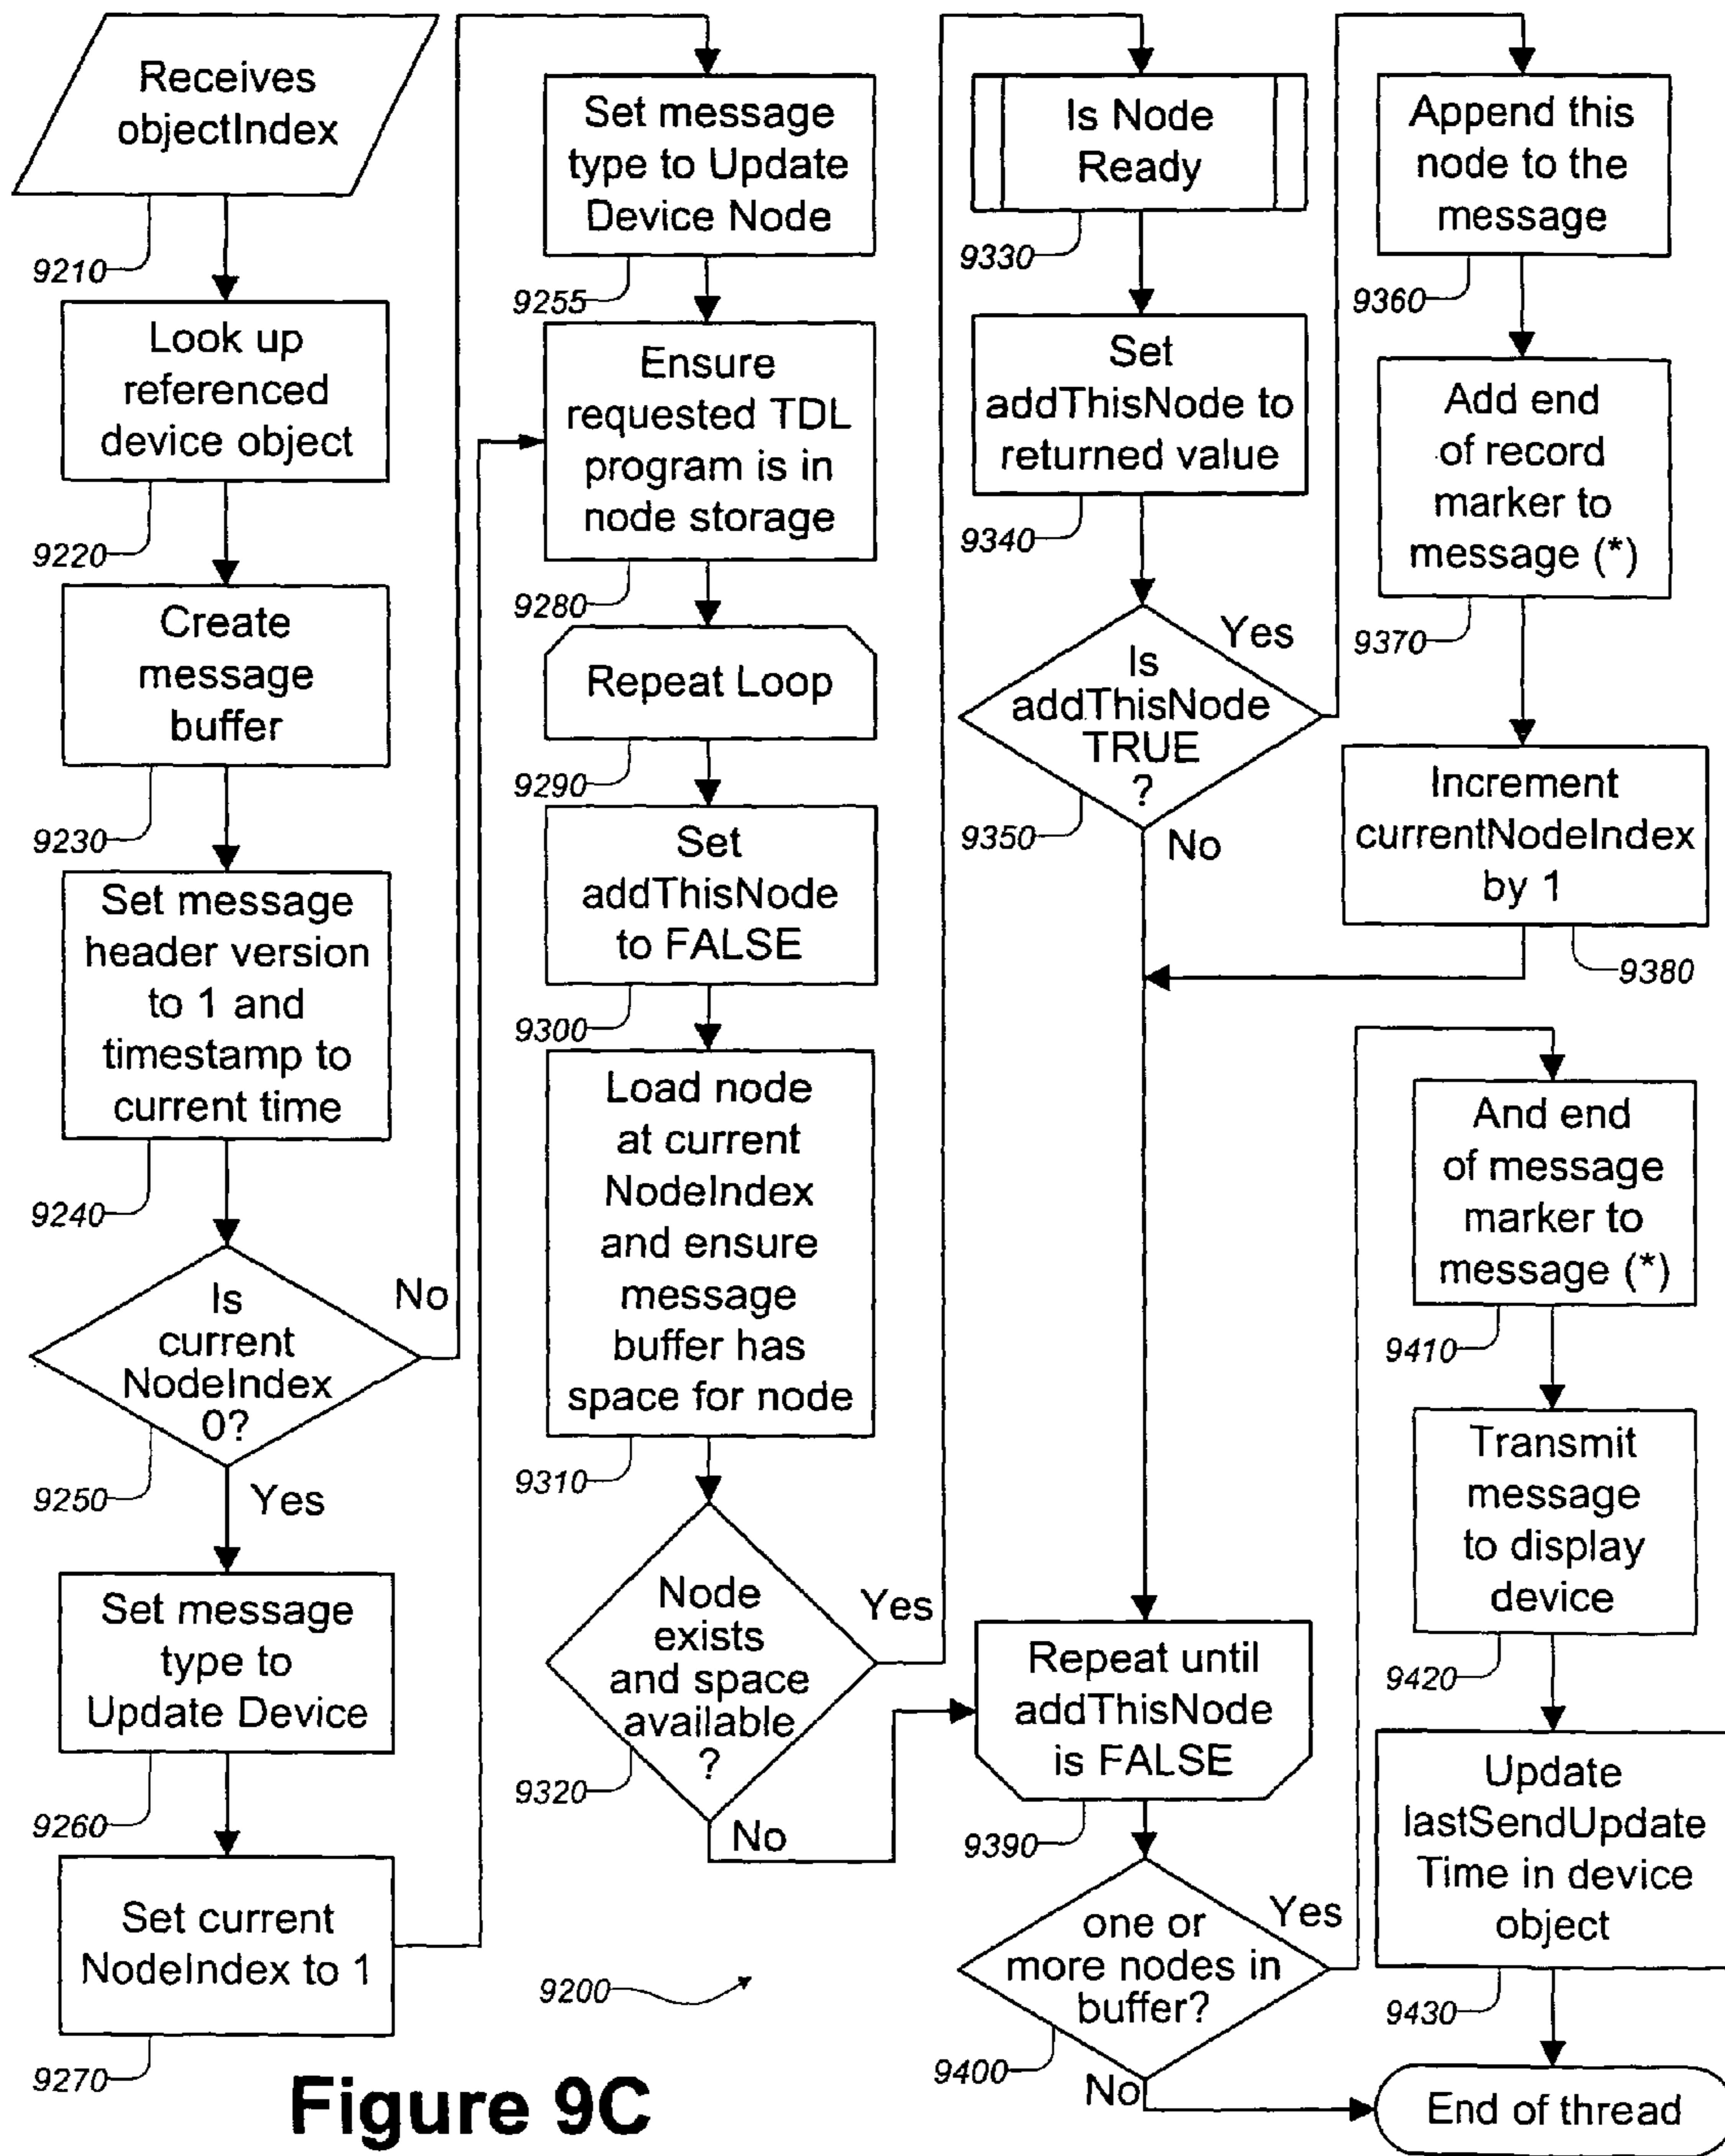 Receives
objectIndex
9210
Look up
referenced
device object
9220
Create
message
buffer
9230
Set message
header version
to 1 and
timestamp to
current time
9240
Is
current
NodeIndex
0?
No
9250
Yes
Set message
type to
Update Device
9260
Set current
NodeIndex to 1
9270
Set message
type to Update
Device Node
9255
Ensure
requested TDL
program is in
node storage
9280
Repeat Loop
9290
Set
addThisNode
to FALSE
9300
Load node
at current
NodeIndex
and ensure
message
buffer has
space for node
9310
Node
exists
and space
available
?
Yes
9320
No
9200
Is Node
Ready
9330
Set
addThisNode to
returned value
9340
Is
addThisNode
TRUE
?
Yes
9350
No
Repeat until
addThisNode
is FALSE
9390
one or
more nodes in
buffer?
Yes
9400
No
Append this
node to the
message
9360
Add end
of record
marker to
message (*)
9370
Increment
currentNodeIndex
by 1
9380
And end
of message
marker to
message (*)
9410
Transmit
message
to display
device
9420
Update
lastSendUpdate
Time in device
object
9430
End of thread
Figure 9C